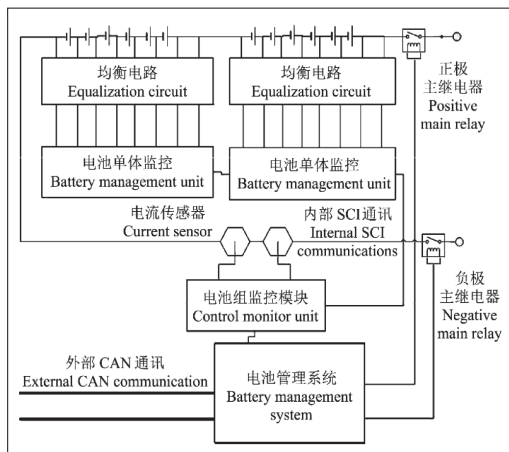 均衡电路
Equalization circuit
均衡电路
Equalization circuit
正极
主继电器
Positive
main relay
电池单体监控
Battery management unit
电池单体监控
Battery management unit
电流传感器
Current sensor
内部 SCI 通讯
Internal SCI
communications
负极
主继电器
Negative
main relay
电池组监控模块
Control monitor unit
外部 CAN 通讯
External CAN communication
电池管理系统
Battery management
system